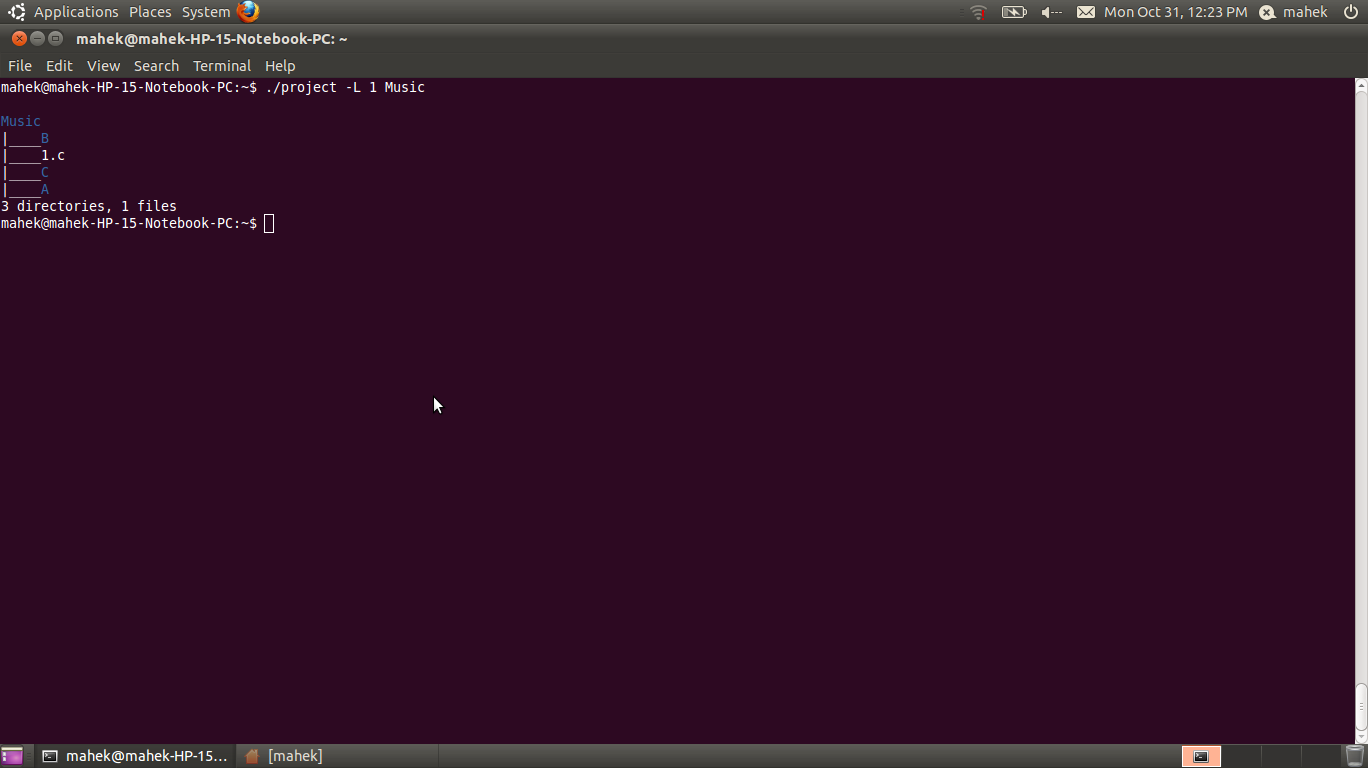 Applications Places System Mon Oct 31, 12:23 PM mahek
mahek@mahek-HP-15-Notebook-PC: ~
File Edit View Search Terminal Help
mahek@mahek-HP-15-Notebook-PC:~$ ./project -L 1 Music
Music
|____B
|____1.c
|____C
|____A
3 directories, 1 files
mahek@mahek-HP-15-Notebook-PC:~$
mahek@mahek-HP-15... [mahek]